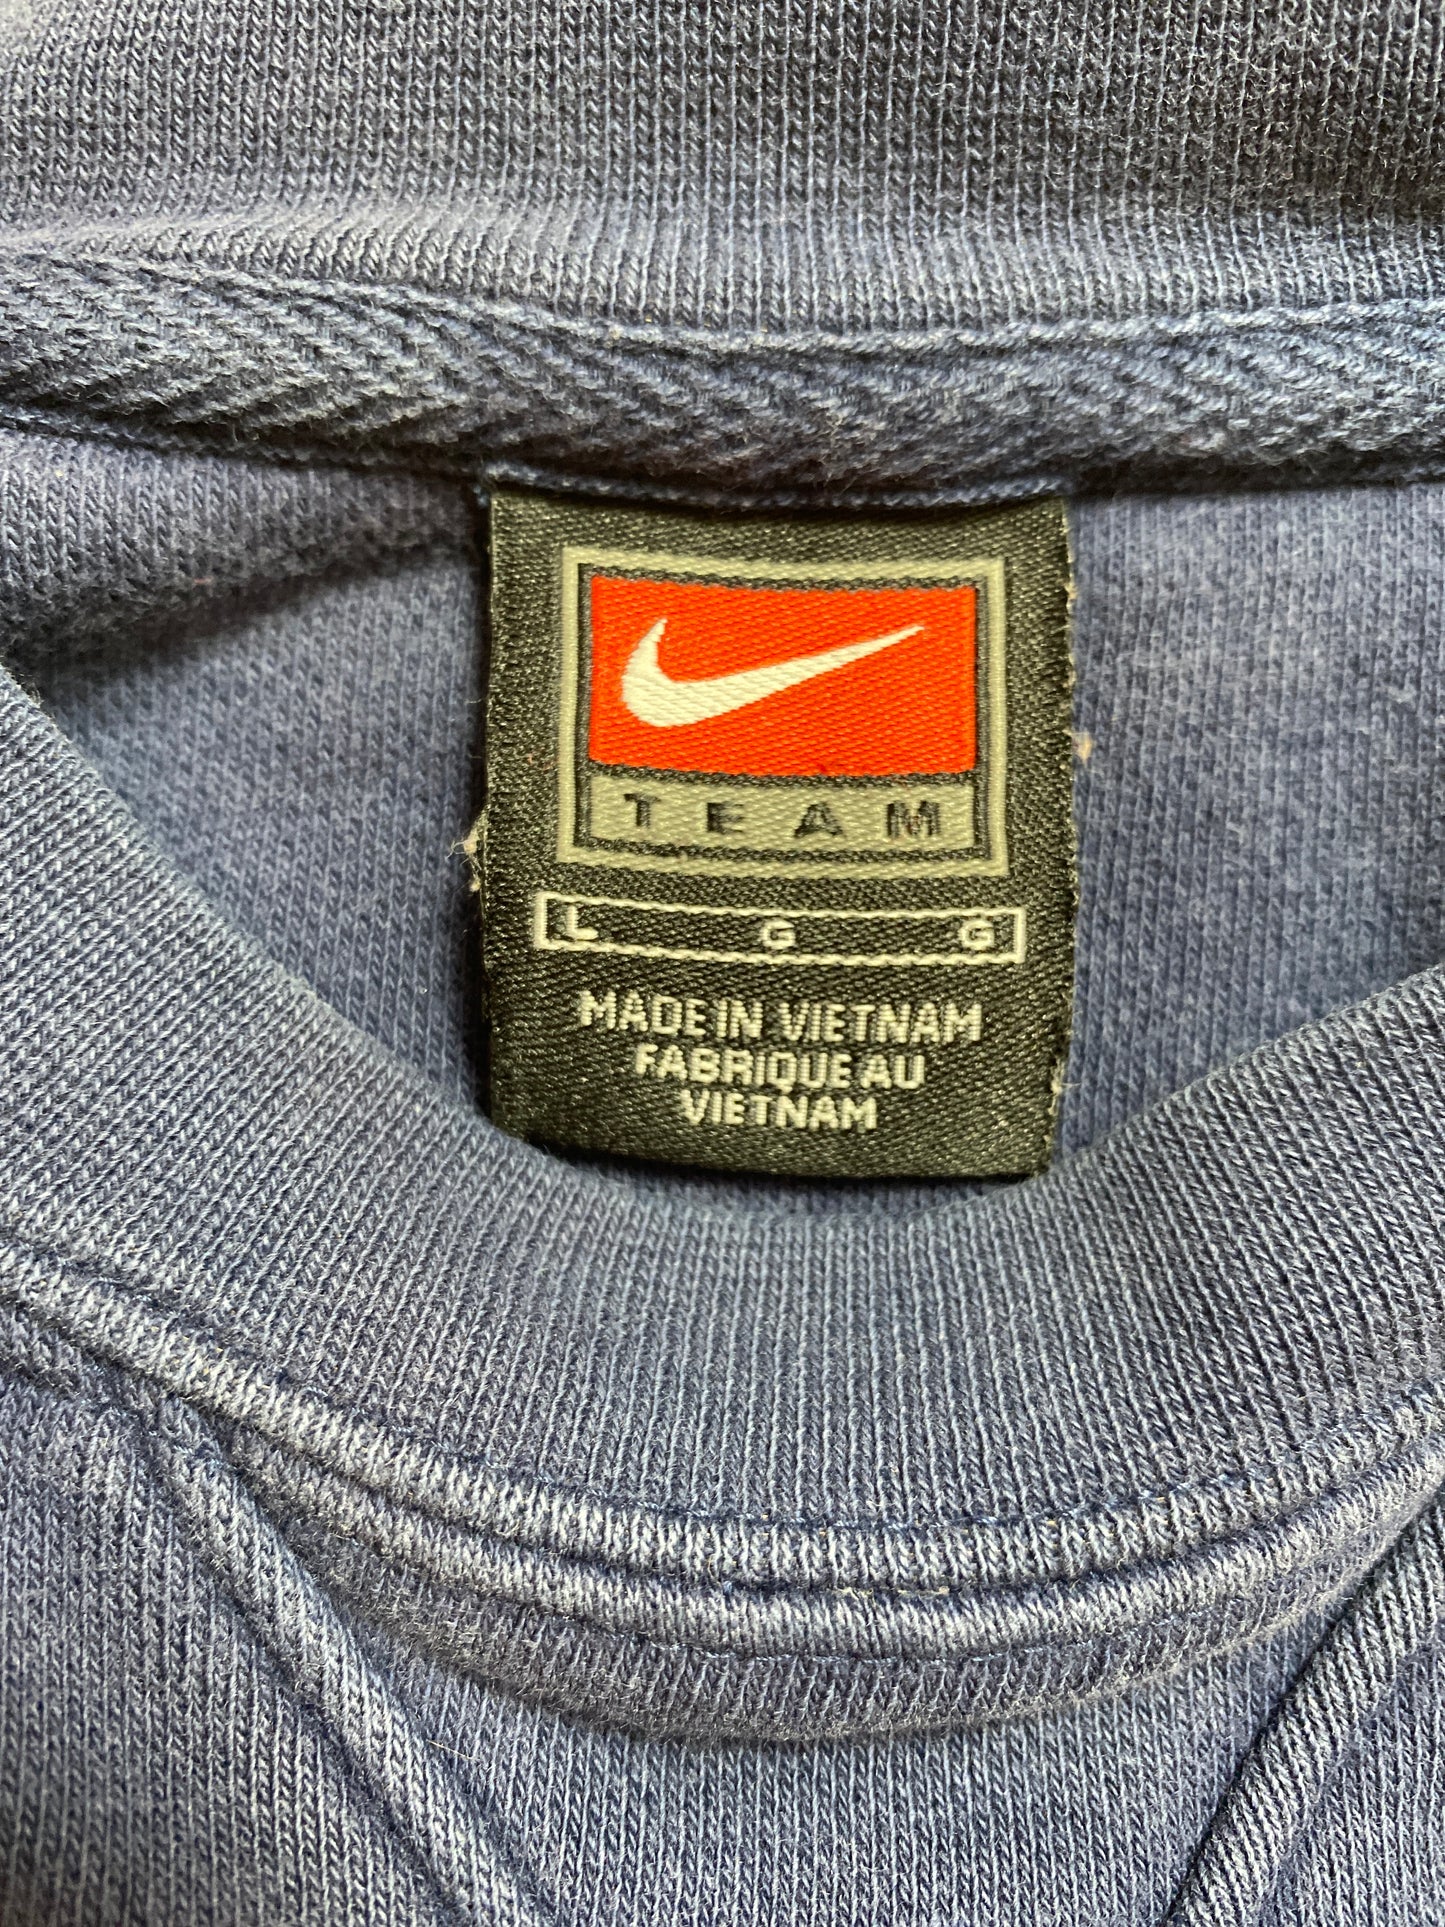 TEAM
L G G
MADE IN VIETNAM
FABRIQUE AU
VIETNAM